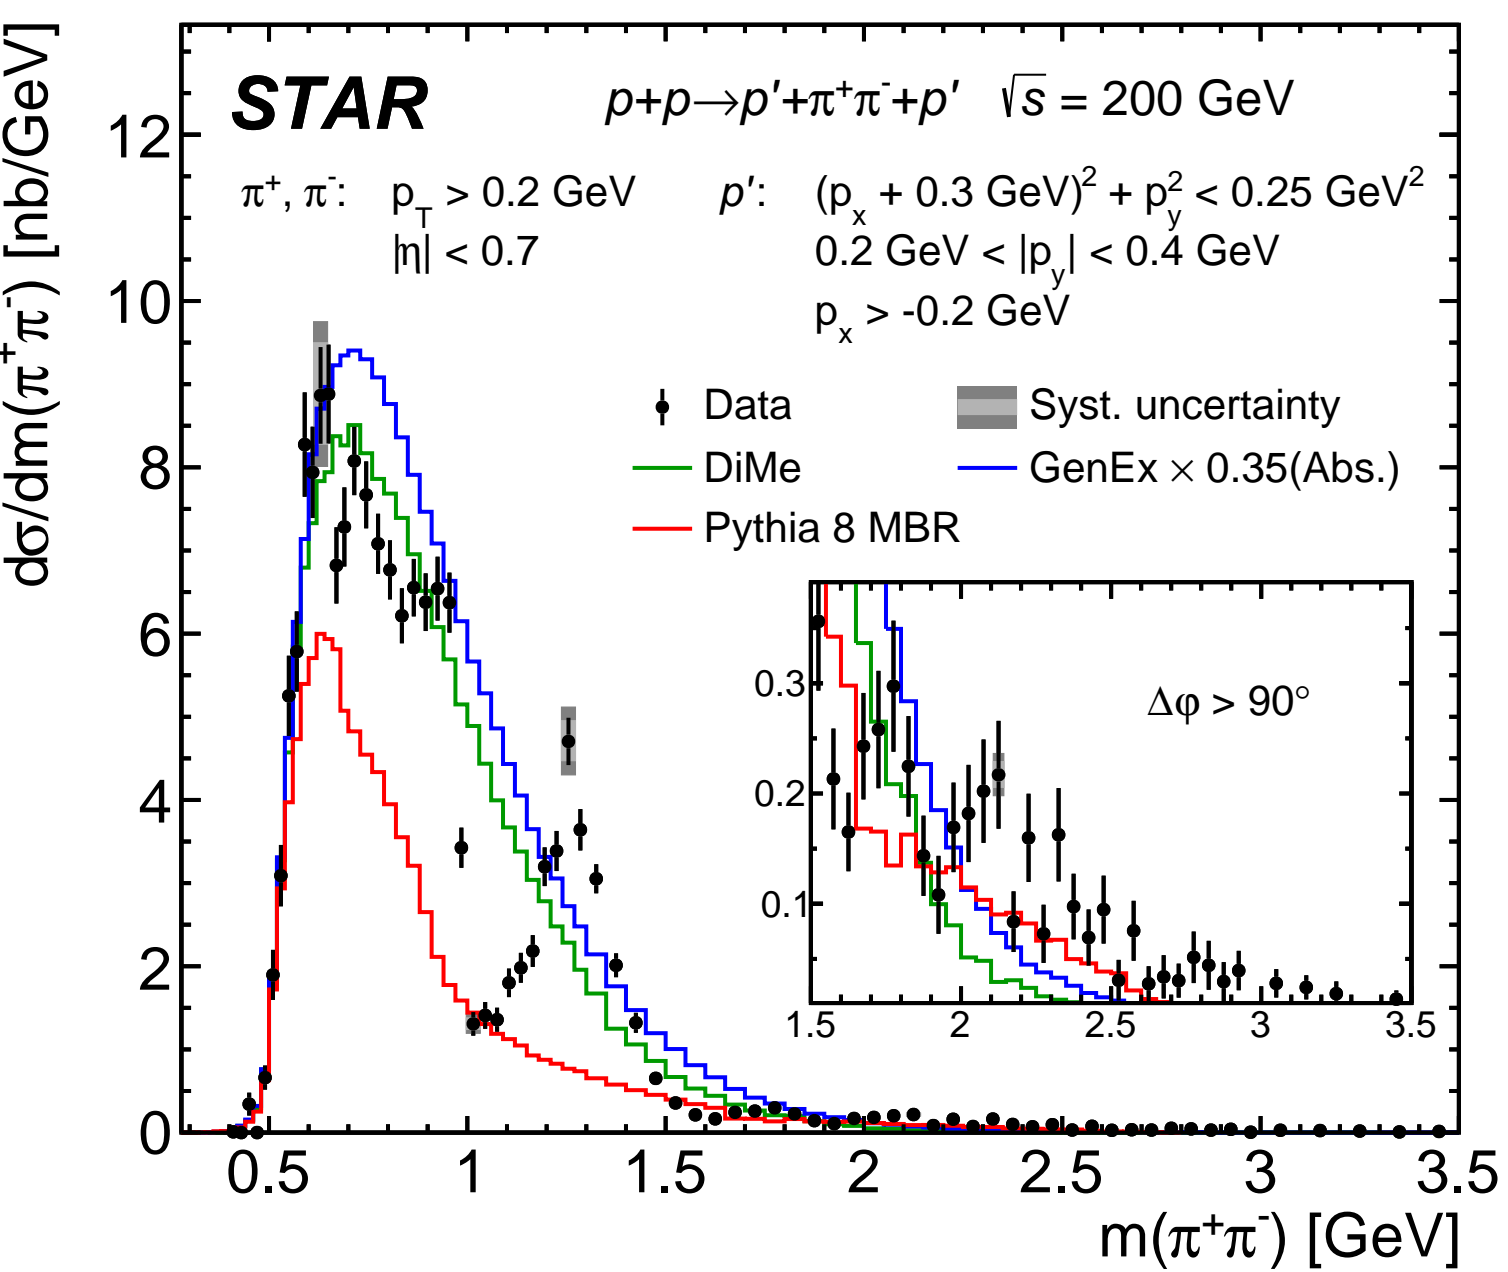 dσ/dm(π⁺π⁻) [nb/GeV]
STAR
p+p→p′+π⁺π⁻+p′ √s = 200 GeV
π⁺, π⁻: p_T > 0.2 GeV
|η| < 0.7
p′: (p_x + 0.3 GeV)² + p_y² < 0.25 GeV²
0.2 GeV < |p_y| < 0.4 GeV
p_x > -0.2 GeV
Data
Syst. uncertainty
DiMe
GenEx × 0.35(Abs.)
Pythia 8 MBR
12
10
8
6
4
2
0
Δφ > 90°
0.3
0.2
0.1
1.5 2 2.5 3 3.5
0.5 1 1.5 2 2.5 3 3.5
m(π⁺π⁻) [GeV]